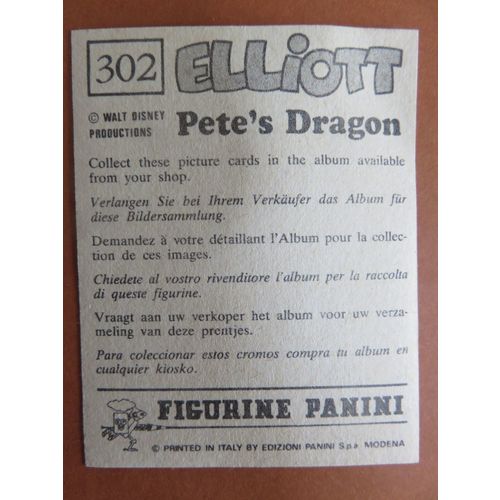 302
ELLiOTT
© WALT DISNEY
PRODUCTIONS
Pete's Dragon
Collect these picture cards in the album available
from your shop.
Verlangen Sie bei Ihrem Verkäufer das Album für
diese Bildersammlung.
Demandez à votre détaillant l'Album pour la collec-
tion de ces images.
Chiedete al vostro rivenditore l'album per la raccolta
di queste figurine.
Vraagt aan uw verkoper het album voor uw verza-
meling van deze prentjes.
Para coleccionar estos cromos compra tu album en
cualquier kiosko.
FIGURINE PANINI
© PRINTED IN ITALY BY EDIZIONI PANINI S.p.a. MODENA